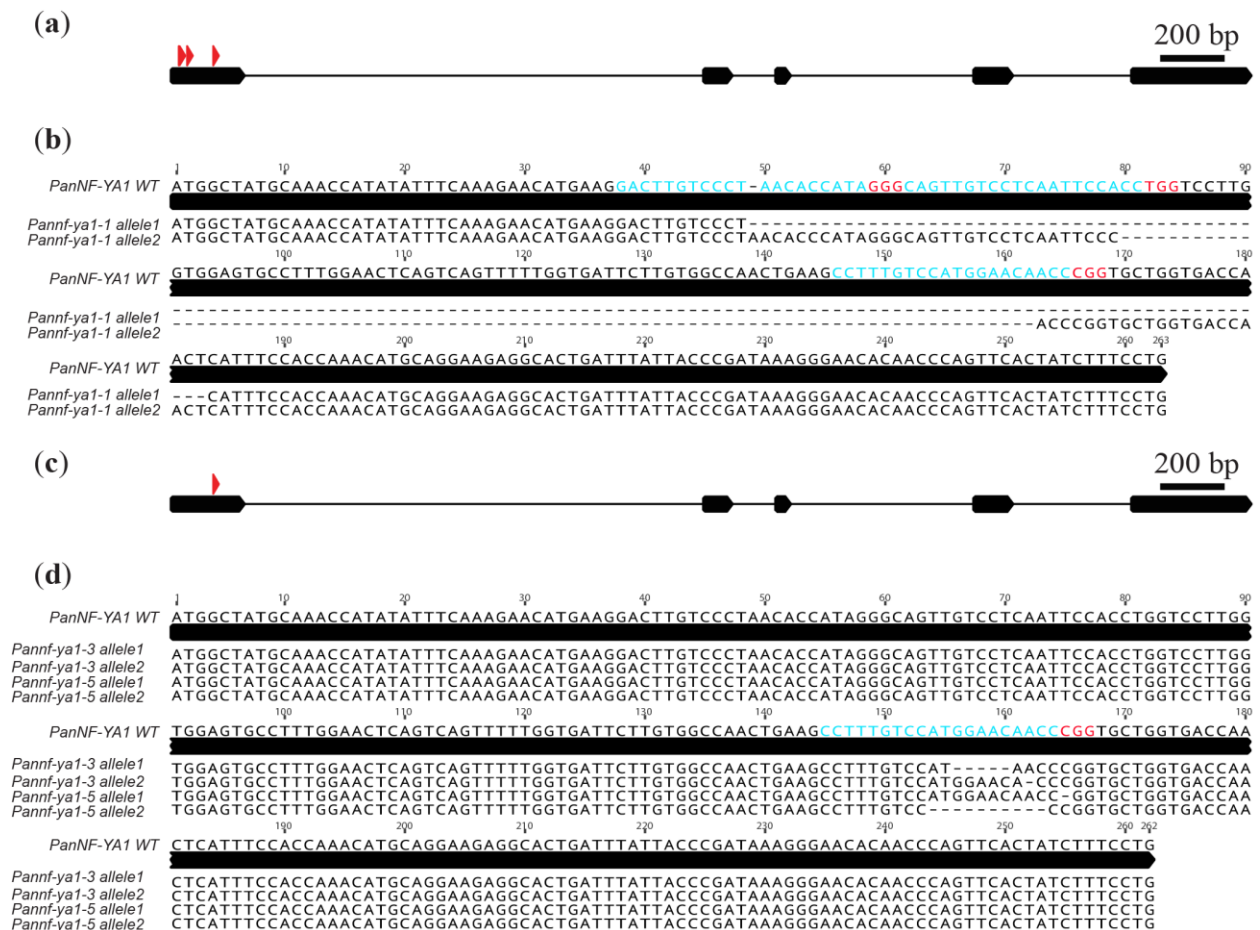 (a)
200 bp
(b)
1 10 20 30 40 50 60 70 80 90
PanNF-YA1 WT ATGGCTATGCAAACCATATATTTCAAAGAACATGAAGGACTTGTCCCT-AACACCATAGGGCAGTTGTCCTCAATTCCACCTGGTCCTTG
Pannf-ya1-1 allele1 ATGGCTATGCAAACCATATATTTCAAAGAACATGAAGGACTTGTCCCT------------------------------------------
Pannf-ya1-1 allele2 ATGGCTATGCAAACCATATATTTCAAAGAACATGAAGGACTTGTCCCTAACACCCATAGGGCAGTTGTCCTCAATTCCC-----------
100 110 120 130 140 150 160 170 180
PanNF-YA1 WT GTGGAGTGCCTTTGGAACTCAGTCAGTTTTTGGTGATTCTTGTGGCCAACTGAAGCCTTTGTCCATGGAACAACCCGGTGCTGGTGACCA
Pannf-ya1-1 allele1 ------------------------------------------------------------------------------------------
Pannf-ya1-1 allele2 ------------------------------------------------------------------------ACCCGGTGCTGGTGACCA
190 200 210 220 230 240 250 260 263
PanNF-YA1 WT ACTCATTTCCACCAAACATGCAGGAAGAGGCACTGATTTATTACCCGATAAAGGGAACACAACCCAGTTCACTATCTTTCCTG
Pannf-ya1-1 allele1 ---CATTTCCACCAAACATGCAGGAAGAGGCACTGATTTATTACCCGATAAAGGGAACACAACCCAGTTCACTATCTTTCCTG
Pannf-ya1-1 allele2 ACTCATTTCCACCAAACATGCAGGAAGAGGCACTGATTTATTACCCGATAAAGGGAACACAACCCAGTTCACTATCTTTCCTG
(c)
200 bp
(d)
1 10 20 30 40 50 60 70 80 90
PanNF-YA1 WT ATGGCTATGCAAACCATATATTTCAAAGAACATGAAGGACTTGTCCCTAACACCATAGGGCAGTTGTCCTCAATTCCACCTGGTCCTTGG
Pannf-ya1-3 allele1 ATGGCTATGCAAACCATATATTTCAAAGAACATGAAGGACTTGTCCCTAACACCATAGGGCAGTTGTCCTCAATTCCACCTGGTCCTTGG
Pannf-ya1-3 allele2 ATGGCTATGCAAACCATATATTTCAAAGAACATGAAGGACTTGTCCCTAACACCATAGGGCAGTTGTCCTCAATTCCACCTGGTCCTTGG
Pannf-ya1-5 allele1 ATGGCTATGCAAACCATATATTTCAAAGAACATGAAGGACTTGTCCCTAACACCATAGGGCAGTTGTCCTCAATTCCACCTGGTCCTTGG
Pannf-ya1-5 allele2 ATGGCTATGCAAACCATATATTTCAAAGAACATGAAGGACTTGTCCCTAACACCATAGGGCAGTTGTCCTCAATTCCACCTGGTCCTTGG
100 110 120 130 140 150 160 170 180
PanNF-YA1 WT TGGAGTGCCTTTGGAACTCAGTCAGTTTTTGGTGATTCTTGTGGCCAACTGAAGCCTTTGTCCATGGAACAACCCGGTGCTGGTGACCAA
Pannf-ya1-3 allele1 TGGAGTGCCTTTGGAACTCAGTCAGTTTTTGGTGATTCTTGTGGCCAACTGAAGCCTTTGTCCAT-----AACCCGGTGCTGGTGACCAA
Pannf-ya1-3 allele2 TGGAGTGCCTTTGGAACTCAGTCAGTTTTTGGTGATTCTTGTGGCCAACTGAAGCCTTTGTCCATGGAACA-CCCGGTGCTGGTGACCAA
Pannf-ya1-5 allele1 TGGAGTGCCTTTGGAACTCAGTCAGTTTTTGGTGATTCTTGTGGCCAACTGAAGCCTTTGTCCATGGAACAACC-GGTGCTGGTGACCAA
Pannf-ya1-5 allele2 TGGAGTGCCTTTGGAACTCAGTCAGTTTTTGGTGATTCTTGTGGCCAACTGAAGCCTTTGTCC----------CCGGTGCTGGTGACCAA
190 200 210 220 230 240 250 260 262
PanNF-YA1 WT CTCATTTCCACCAAACATGCAGGAAGAGGCACTGATTTATTACCCGATAAAGGGAACACAACCCAGTTCACTATCTTTCCTG
Pannf-ya1-3 allele1 CTCATTTCCACCAAACATGCAGGAAGAGGCACTGATTTATTACCCGATAAAGGGAACACAACCCAGTTCACTATCTTTCCTG
Pannf-ya1-3 allele2 CTCATTTCCACCAAACATGCAGGAAGAGGCACTGATTTATTACCCGATAAAGGGAACACAACCCAGTTCACTATCTTTCCTG
Pannf-ya1-5 allele1 CTCATTTCCACCAAACATGCAGGAAGAGGCACTGATTTATTACCCGATAAAGGGAACACAACCCAGTTCACTATCTTTCCTG
Pannf-ya1-5 allele2 CTCATTTCCACCAAACATGCAGGAAGAGGCACTGATTTATTACCCGATAAAGGGAACACAACCCAGTTCACTATCTTTCCTG